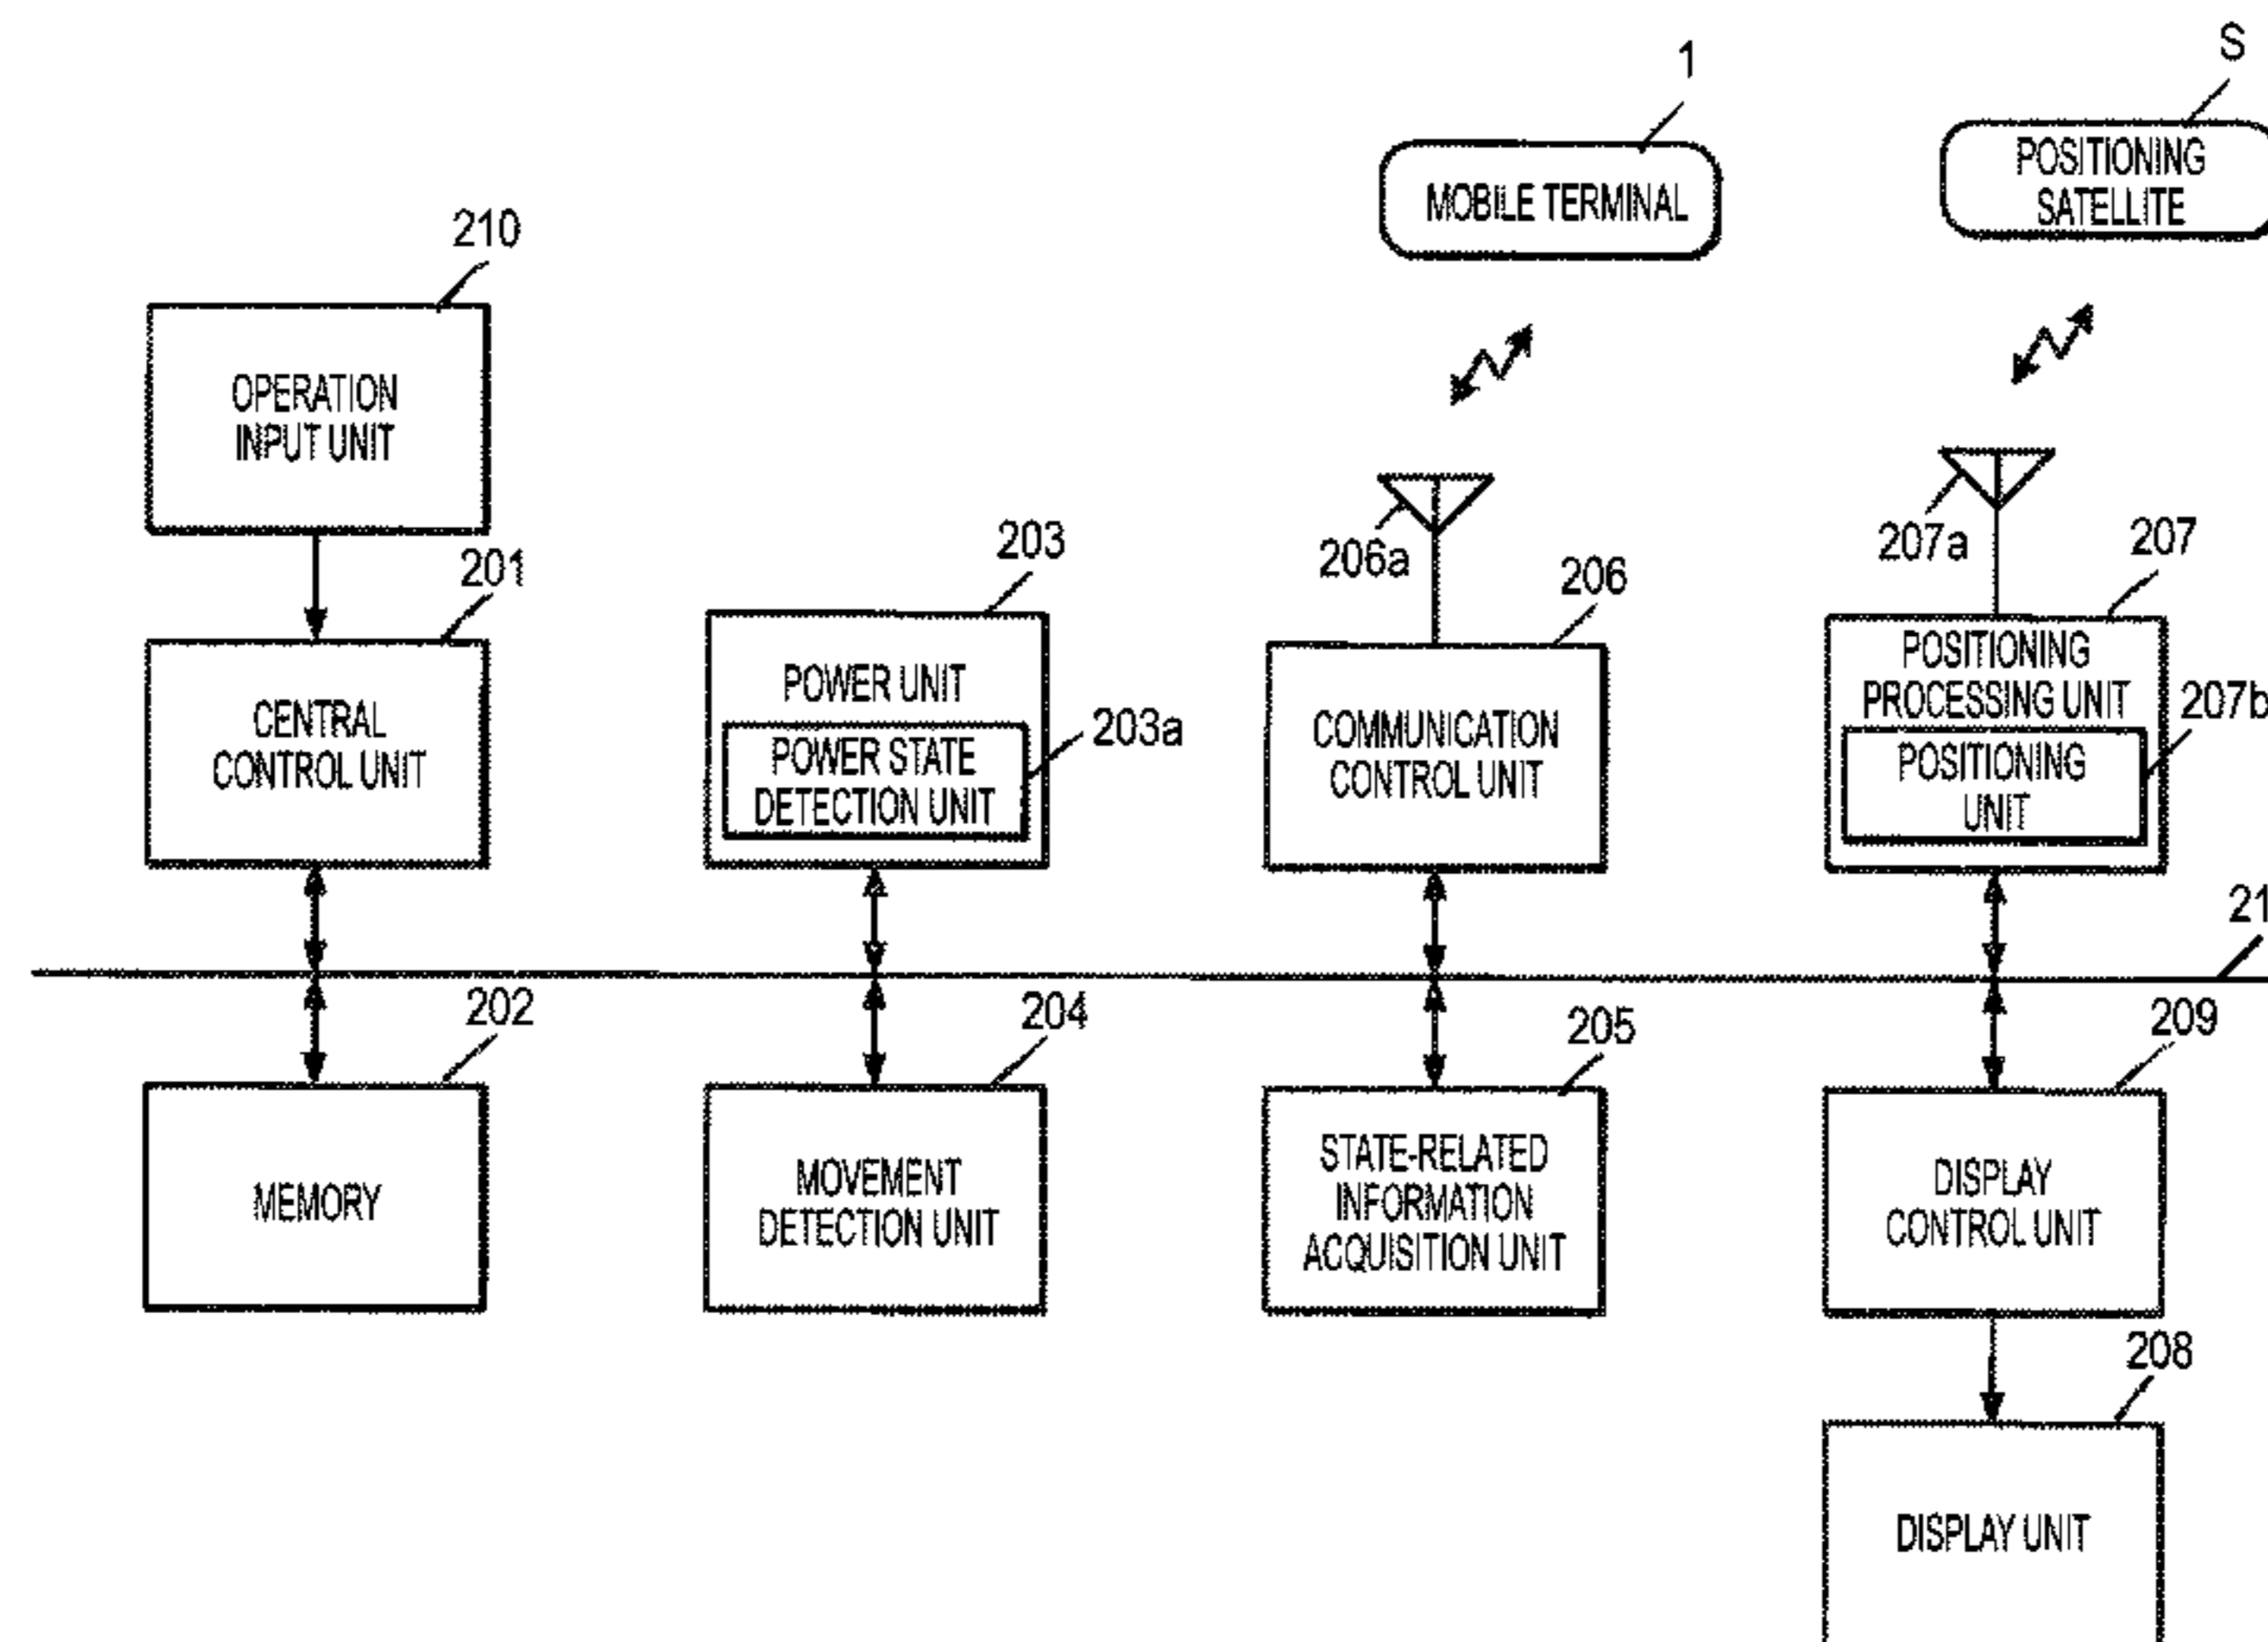 1
S
MOBILE TERMINAL
POSITIONING
SATELLITE
210
OPERATION
INPUT UNIT
206a
207a
201
203
206
207
CENTRAL
CONTROL UNIT
POWER UNIT
POWER STATE
DETECTION UNIT
203a
COMMUNICATION
CONTROL UNIT
POSITIONING
PROCESSING UNIT
207b
POSITIONING
UNIT
21
202
204
205
209
MEMORY
MOVEMENT
DETECTION UNIT
STATE-RELATED
INFORMATION
ACQUISITION UNIT
DISPLAY
CONTROL UNIT
208
DISPLAY UNIT